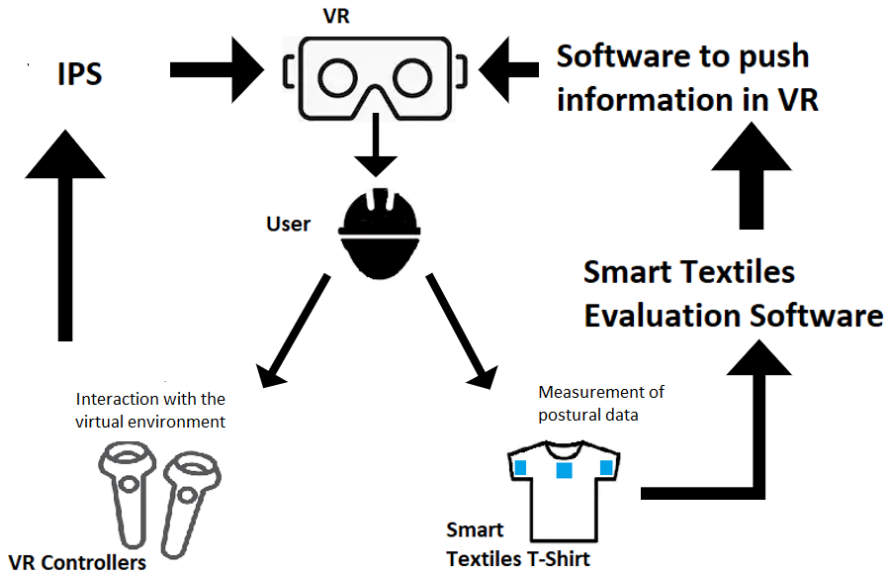 VR
IPS
Software to push
information in VR
User
Smart Textiles
Evaluation Software
Interaction with the
virtual environment
Measurement of
postural data
VR Controllers
Smart
Textiles T-Shirt